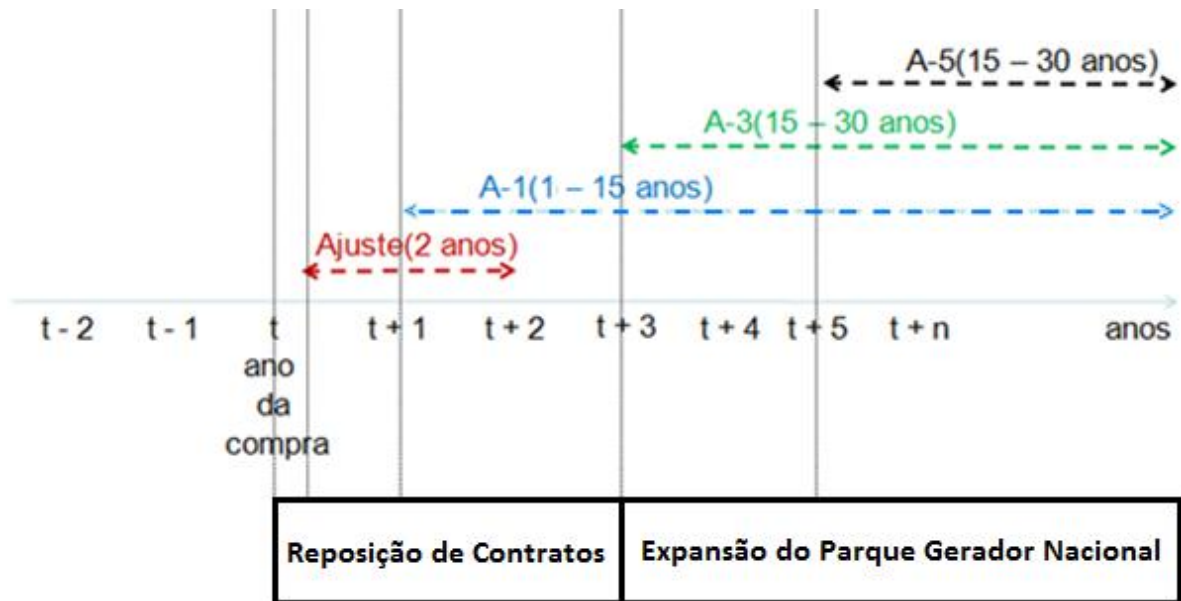 A-5(15 – 30 anos)
A-3(15 – 30 anos)
A-1(1 – 15 anos)
Ajuste(2 anos)
t - 2 t - 1 t t + 1 t + 2 t + 3 t + 4 t + 5 t + n anos
ano
da
compra
Reposição de Contratos Expansão do Parque Gerador Nacional